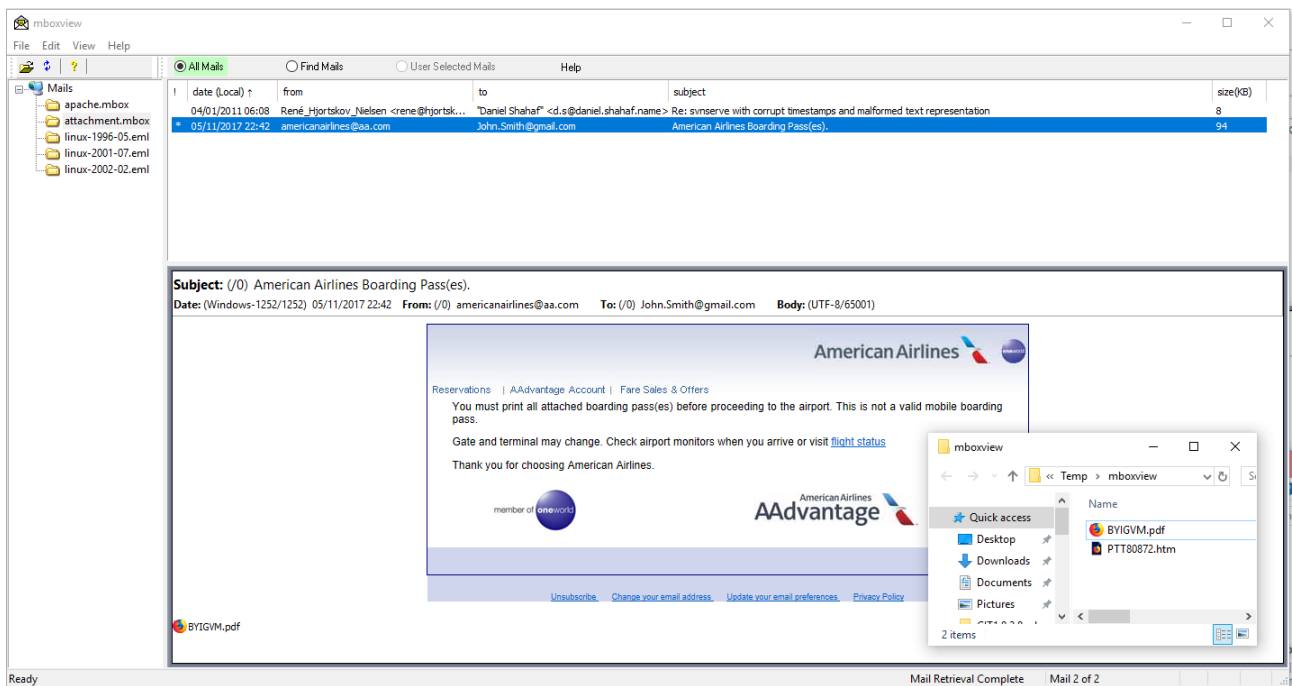 mboxview
File Edit View Help
All Mails Find Mails User Selected Mails Help
Mails
apache.mbox
attachment.mbox
linux-1996-05.eml
linux-2001-07.eml
linux-2002-02.eml
! date (Local) ↑ from to subject size(KB)
04/01/2011 06:08 René_Hjortskov_Nielsen <rene@hjortsk... "Daniel Shahaf" <d.s@daniel.shahaf.name> Re: svnserve with corrupt timestamps and malformed text representation 8
* 05/11/2017 22:42 americanairlines@aa.com John.Smith@gmail.com American Airlines Boarding Pass(es). 94
Subject: (/0) American Airlines Boarding Pass(es).
Date: (Windows-1252/1252) 05/11/2017 22:42 From: (/0) americanairlines@aa.com To: (/0) John.Smith@gmail.com Body: (UTF-8/65001)
American Airlines oneworld
Reservations | AAdvantage Account | Fare Sales & Offers
You must print all attached boarding pass(es) before proceeding to the airport. This is not a valid mobile boarding
pass.
Gate and terminal may change. Check airport monitors when you arrive or visit flight status
Thank you for choosing American Airlines.
member of oneworld
American Airlines
AAdvantage
Unsubscribe Change your email address Update your email preferences Privacy Policy
BYIGVM.pdf
mboxview
« Temp › mboxview
Name
Quick access
Desktop
Downloads
Documents
Pictures
BYIGVM.pdf
PTT80872.htm
2 items
Ready Mail Retrieval Complete Mail 2 of 2